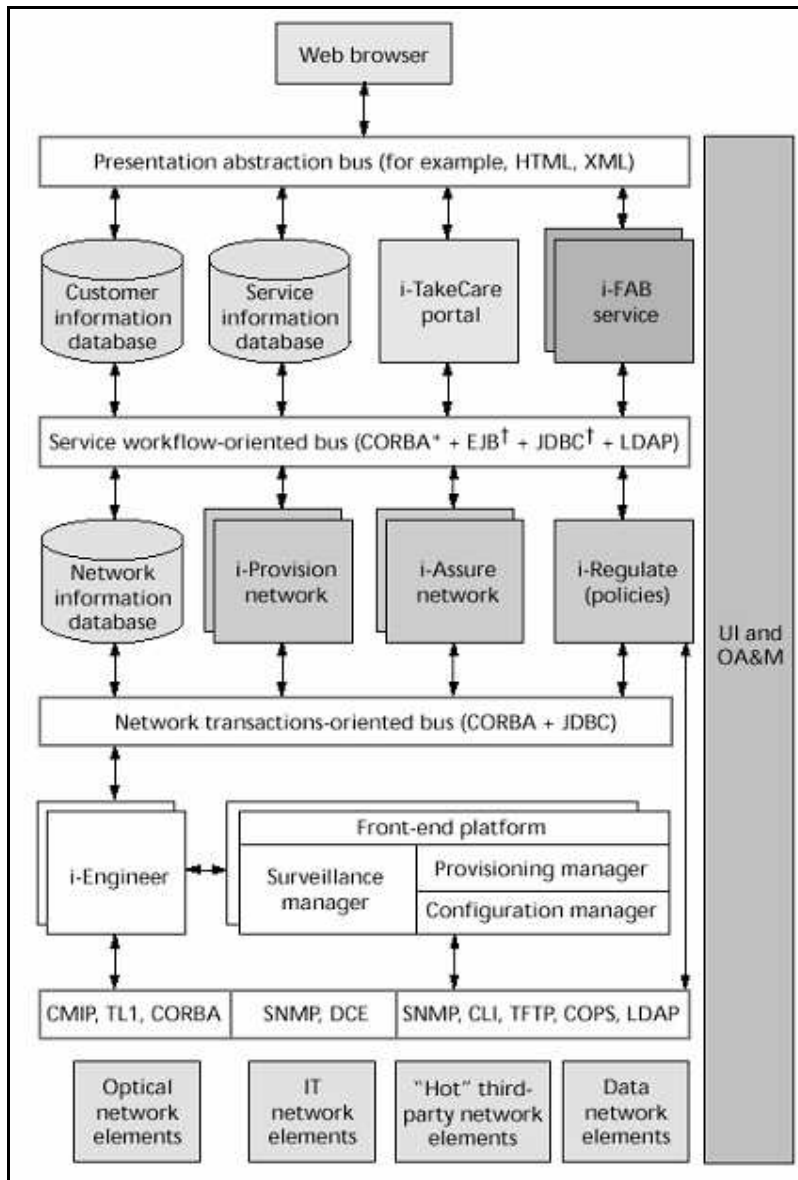 Web browser
Presentation abstraction bus (for example, HTML, XML)
Customer
information
database
Service
information
database
i-TakeCare
portal
i-FAB
service
Service workflow-oriented bus (CORBA* + EJB† + JDBC† + LDAP)
Network
information
database
i-Provision
network
i-Assure
network
i-Regulate
(policies)
UI and
OA&M
Network transactions-oriented bus (CORBA + JDBC)
i-Engineer
Front-end platform
Surveillance
manager
Provisioning manager
Configuration manager
CMIP, TL1, CORBA
SNMP, DCE
SNMP, CLI, TFTP, COPS, LDAP
Optical
network
elements
IT
network
elements
"Hot" third-
party network
elements
Data
network
elements